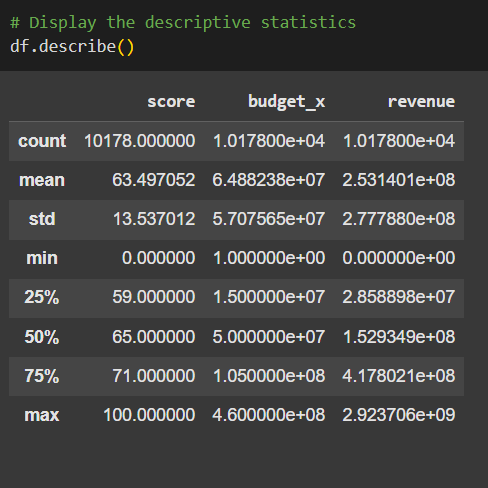 # Display the descriptive statistics
df.describe()
score budget_x revenue
count 10178.000000 1.017800e+04 1.017800e+04
mean 63.497052 6.488238e+07 2.531401e+08
std 13.537012 5.707565e+07 2.777880e+08
min 0.000000 1.000000e+00 0.000000e+00
25% 59.000000 1.500000e+07 2.858898e+07
50% 65.000000 5.000000e+07 1.529349e+08
75% 71.000000 1.050000e+08 4.178021e+08
max 100.000000 4.600000e+08 2.923706e+09